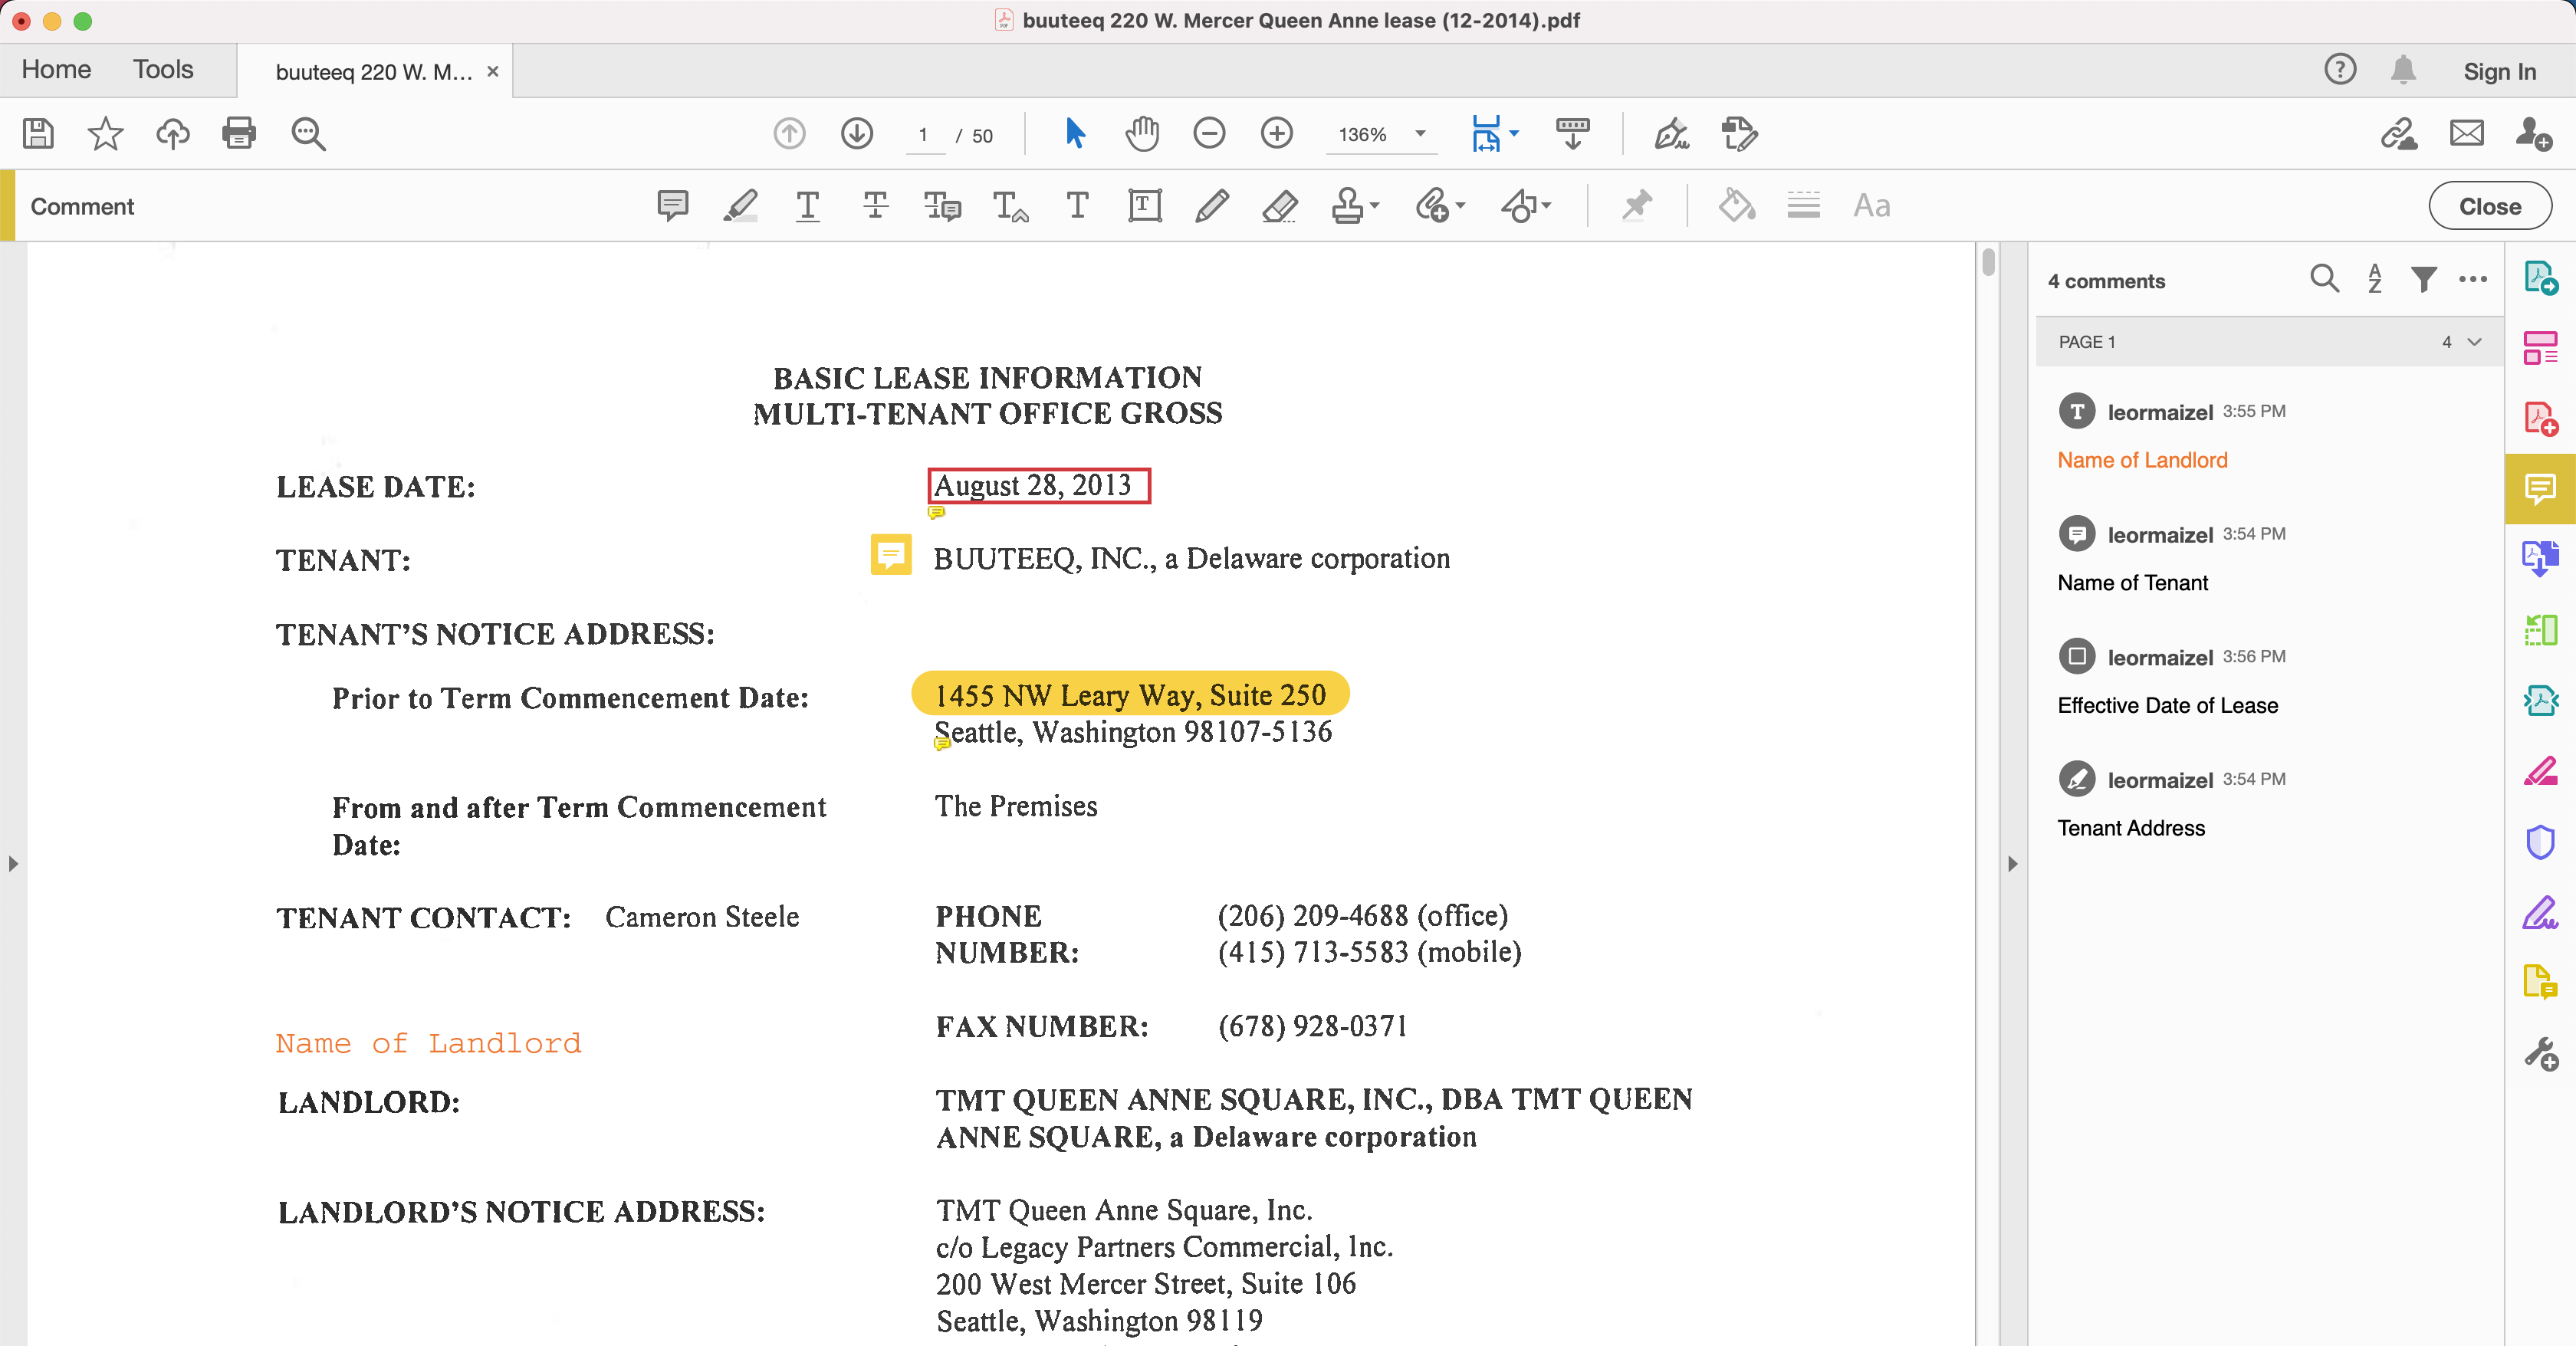 buuteeq 220 W. Mercer Queen Anne lease (12-2014).pdf
Home Tools buuteeq 220 W. M... × Sign In
1 / 50 136%
Comment Aa Close
4 comments
PAGE 1 4
leormaizel 3:55 PM
Name of Landlord
leormaizel 3:54 PM
Name of Tenant
leormaizel 3:56 PM
Effective Date of Lease
leormaizel 3:54 PM
Tenant Address
BASIC LEASE INFORMATION
MULTI-TENANT OFFICE GROSS
LEASE DATE: August 28, 2013
TENANT: BUUTEEQ, INC., a Delaware corporation
TENANT'S NOTICE ADDRESS:
Prior to Term Commencement Date: 1455 NW Leary Way, Suite 250
Seattle, Washington 98107-5136
From and after Term Commencement The Premises
Date:
TENANT CONTACT: Cameron Steele PHONE (206) 209-4688 (office)
NUMBER: (415) 713-5583 (mobile)
FAX NUMBER: (678) 928-0371
Name of Landlord
LANDLORD: TMT QUEEN ANNE SQUARE, INC., DBA TMT QUEEN
ANNE SQUARE, a Delaware corporation
LANDLORD'S NOTICE ADDRESS: TMT Queen Anne Square, Inc.
c/o Legacy Partners Commercial, Inc.
200 West Mercer Street, Suite 106
Seattle, Washington 98119